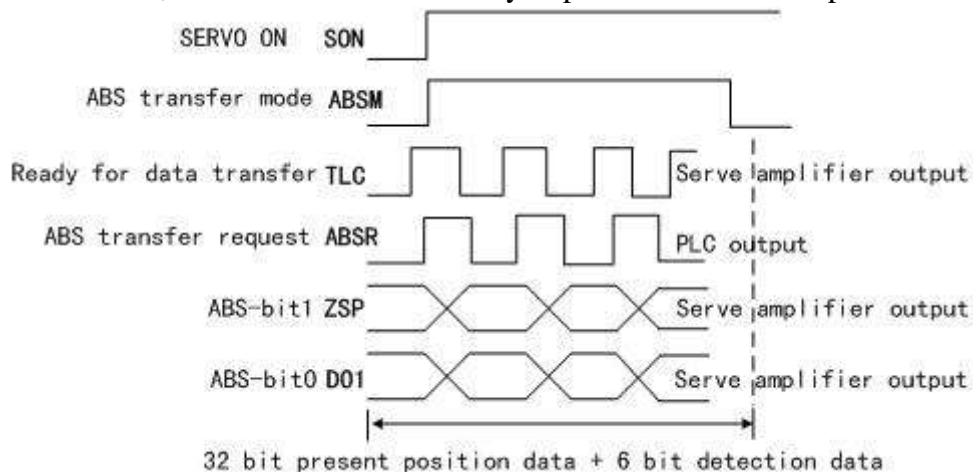 SERVO ON SON
ABS transfer mode ABSM
Ready for data transfer TLC Serve amplifier output
ABS transfer request ABSR PLC output
ABS-bit1 ZSP Serve amplifier output
ABS-bit0 DO1 Serve amplifier output
32 bit present position data + 6 bit detection data